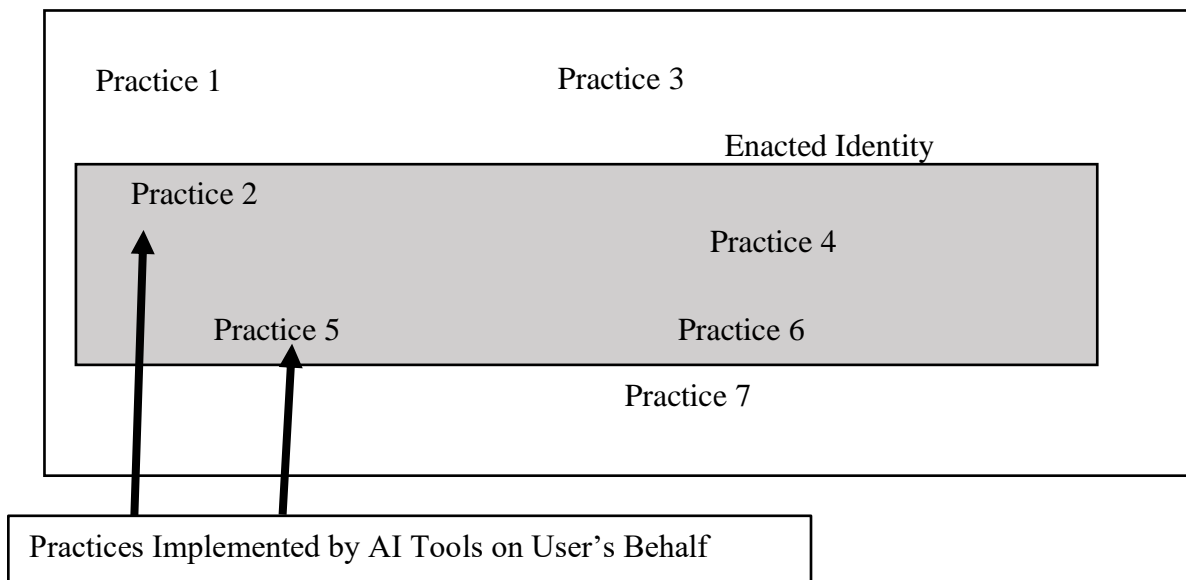 Practice 1
Practice 3
Enacted Identity
Practice 2
Practice 4
Practice 5
Practice 6
Practice 7
Practices Implemented by AI Tools on User’s Behalf